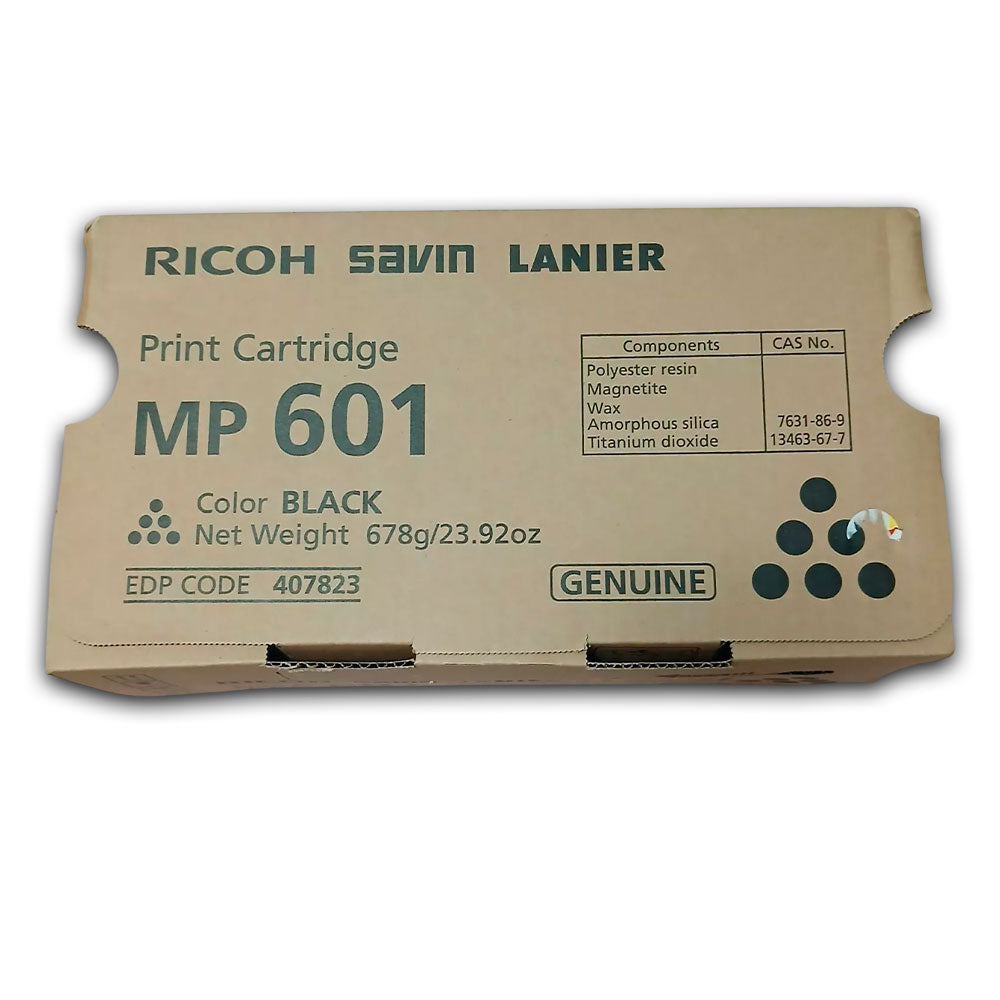 RICOH savin LANIER
Print Cartridge
MP 601
Color BLACK
Net Weight 678g/23.92oz
EDP CODE 407823
Components CAS No.
Polyester resin
Magnetite
Wax
Amorphous silica 7631-86-9
Titanium dioxide 13463-67-7
GENUINE